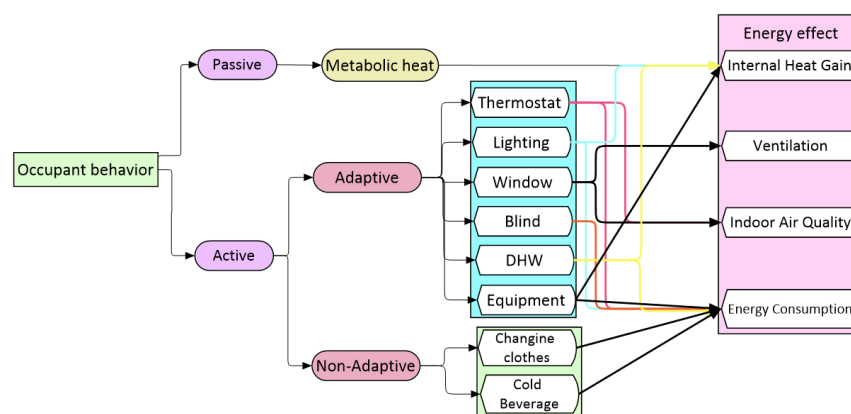 Energy effect
Passive
Metabolic heat
Internal Heat Gain
Thermostat
Lighting
Ventilation
Occupant behavior
Adaptive
Window
Blind
Indoor Air Quality
Active
DHW
Equipment
Energy Consumption
Changine
clothes
Non-Adaptive
Cold
Beverage